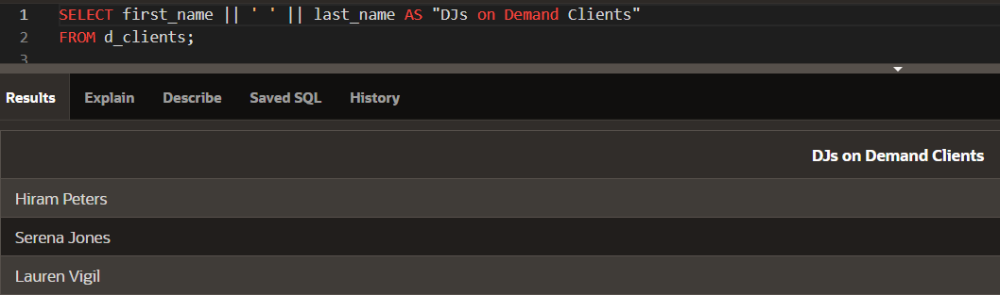 1 SELECT first_name || ' ' || last_name AS "DJs on Demand Clients"
2 FROM d_clients;
3
Results Explain Describe Saved SQL History
DJs on Demand Clients
Hiram Peters
Serena Jones
Lauren Vigil